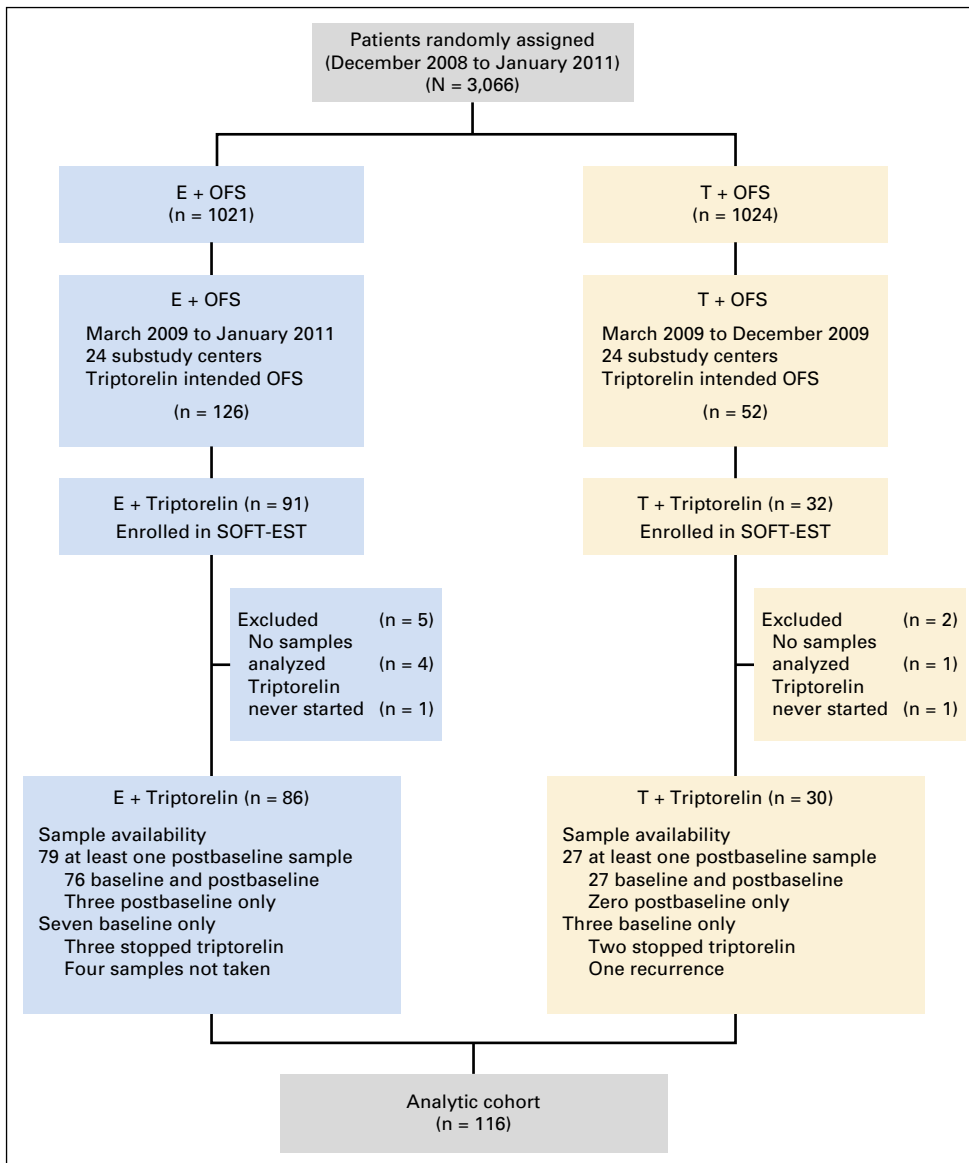 Patients randomly assigned
(December 2008 to January 2011)
(N = 3,066)
E + OFS
(n = 1021)
T + OFS
(n = 1024)
E + OFS
March 2009 to January 2011
24 substudy centers
Triptorelin intended OFS
(n = 126)
T + OFS
March 2009 to December 2009
24 substudy centers
Triptorelin intended OFS
(n = 52)
E + Triptorelin (n = 91)
Enrolled in SOFT-EST
T + Triptorelin (n = 32)
Enrolled in SOFT-EST
Excluded (n = 5)
No samples
analyzed (n = 4)
Triptorelin
never started (n = 1)
Excluded (n = 2)
No samples
analyzed (n = 1)
Triptorelin
never started (n = 1)
E + Triptorelin (n = 86)
Sample availability
79 at least one postbaseline sample
76 baseline and postbaseline
Three postbaseline only
Seven baseline only
Three stopped triptorelin
Four samples not taken
T + Triptorelin (n = 30)
Sample availability
27 at least one postbaseline sample
27 baseline and postbaseline
Zero postbaseline only
Three baseline only
Two stopped triptorelin
One recurrence
Analytic cohort
(n = 116)